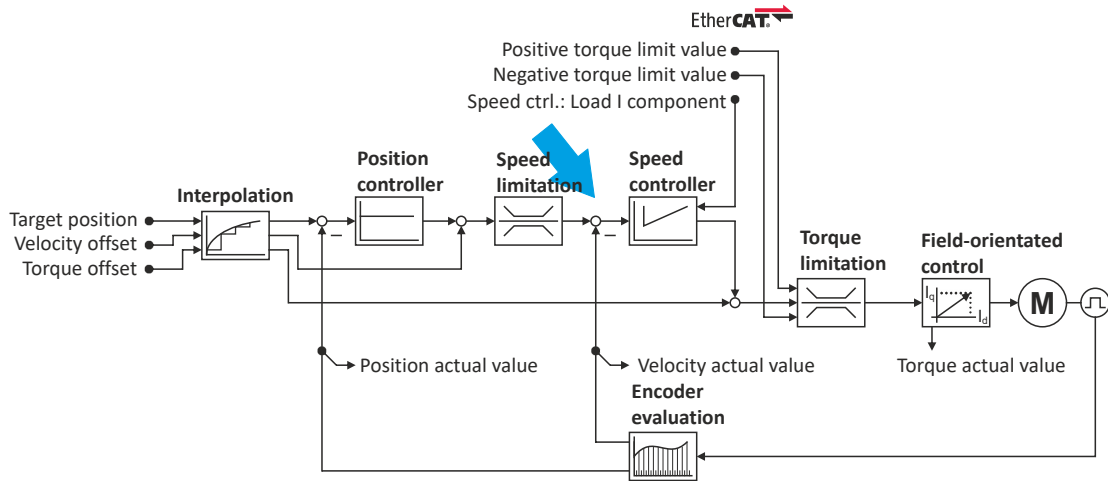 EtherCAT®
Positive torque limit value
Negative torque limit value
Speed ctrl.: Load I component
Position
controller
Speed
limitation
Speed
controller
Interpolation
Target position
Velocity offset
Torque offset
Torque
limitation
Field-orientated
control
Iq
Id
M
Position actual value
Velocity actual value
Torque actual value
Encoder
evaluation